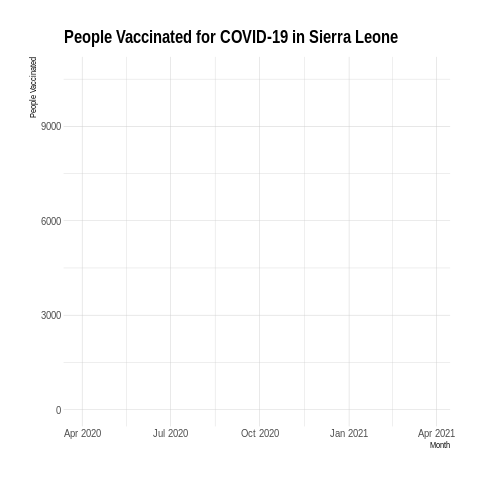 People Vaccinated for COVID-19 in Sierra Leone
People Vaccinated
9000
6000
3000
0
Apr 2020 Jul 2020 Oct 2020 Jan 2021 Apr 2021
Month